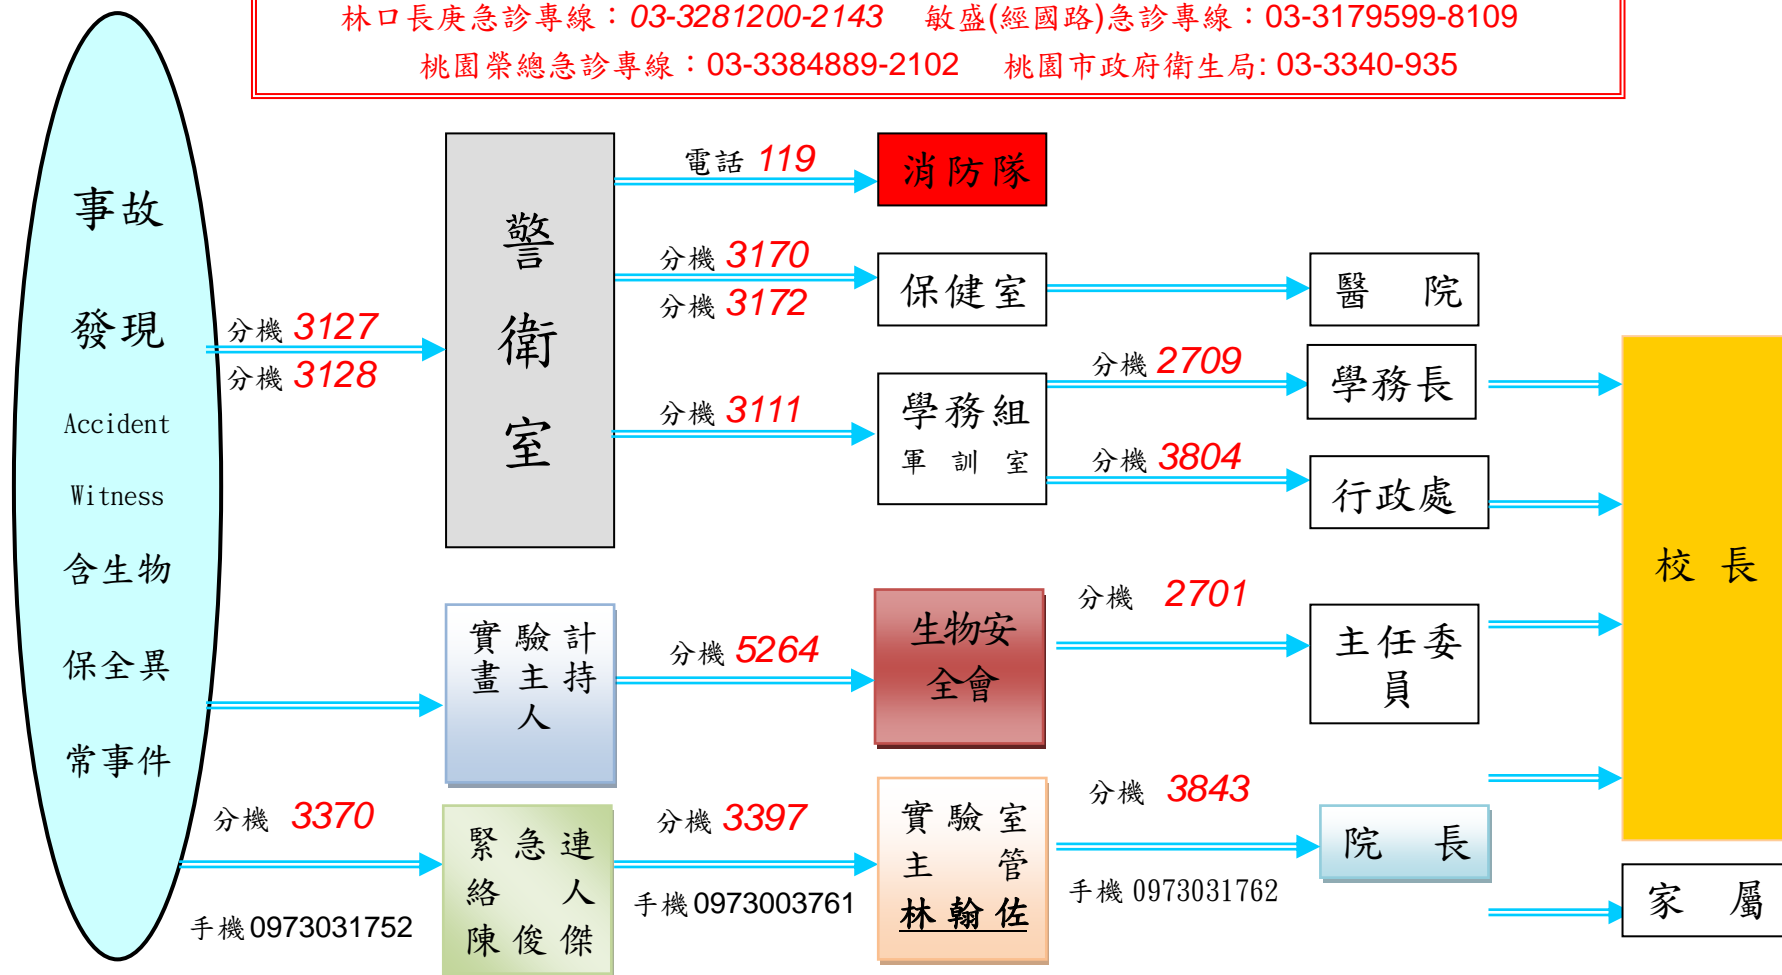 林口長庚急診專線：03-3281200-2143 敏盛(經國路)急診專線：03-3179599-8109
桃園榮總急診專線：03-3384889-2102 桃園市政府衛生局: 03-3340-935
事故
發現
Accident
Witness
含生物
保全異
常事件
分機 3127
分機 3128
警
衛
室
電話 119
消防隊
分機 3170
分機 3172
保健室
醫 院
分機 3111
學務組
軍 訓 室
分機 2709
學務長
分機 3804
行政處
實 驗 計
畫 主 持
人
分機 5264
生物安
全會
分機 2701
主任委
員
校 長
分機 3370
手機 0973031752
緊 急 連
絡 人
陳 俊 傑
分機 3397
手機 0973003761
實 驗 室
主 管
林 翰 佐
分機 3843
手機 0973031762
院 長
家 屬